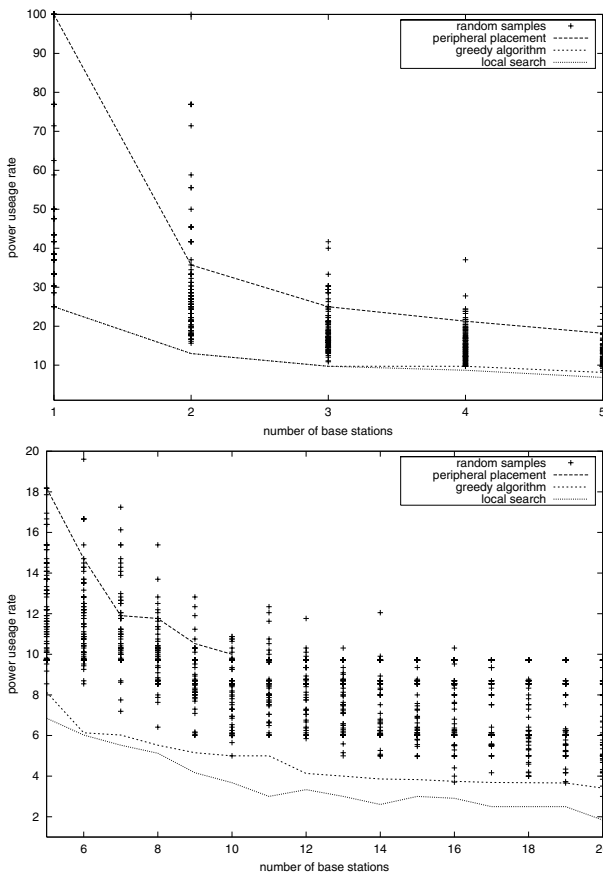 100
90
80
70
60
50
40
30
20
10
power useage rate
random samples
peripheral placement
greedy algorithm
local search
1 2 3 4 5
number of base stations
20
18
16
14
12
10
8
6
4
2
power useage rate
random samples
peripheral placement
greedy algorithm
local search
6 8 10 12 14 16 18 2
number of base stations